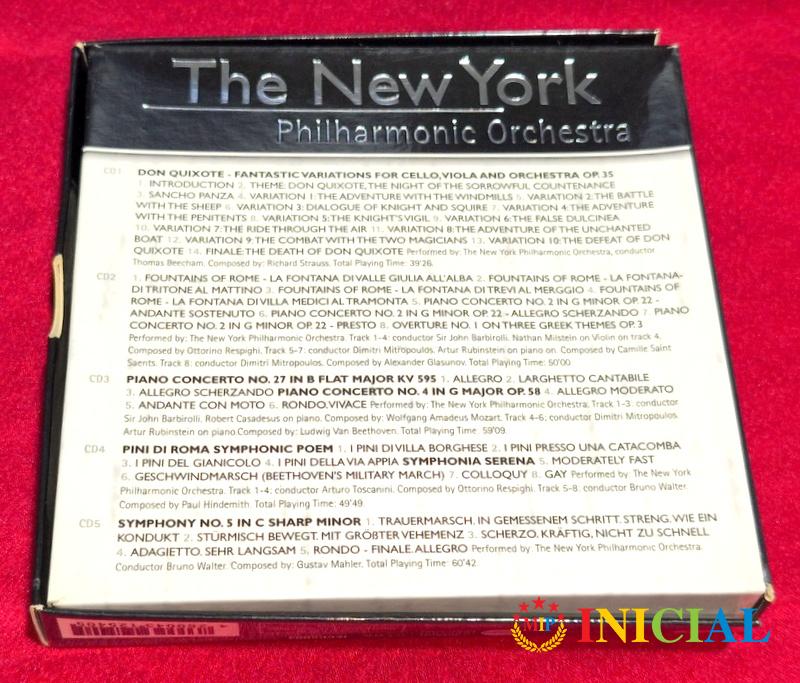 The New York
Philharmonic Orchestra
CD1 DON QUIXOTE - FANTASTIC VARIATIONS FOR CELLO, VIOLA AND ORCHESTRA OP. 35
1. INTRODUCTION 2. THEME: DON QUIXOTE, THE NIGHT OF THE SORROWFUL COUNTENANCE
3. SANCHO PANZA 4. VARIATION 1: THE ADVENTURE WITH THE WINDMILLS 5. VARIATION 2: THE BATTLE
WITH THE SHEEP 6. VARIATION 3: DIALOGUE OF KNIGHT AND SQUIRE 7. VARIATION 4: THE ADVENTURE
WITH THE PENITENTS 8. VARIATION 5: THE KNIGHT'S VIGIL 9. VARIATION 6: THE FALSE DULCINEA
10. VARIATION 7: THE RIDE THROUGH THE AIR 11. VARIATION 8: THE ADVENTURE OF THE UNCHANTED
BOAT 12. VARIATION 9: THE COMBAT WITH THE TWO MAGICIANS 13. VARIATION 10: THE DEFEAT OF DON
QUIXOTE 14. FINALE: THE DEATH OF DON QUIXOTE Performed by: The New York Philharmonic Orchestra, conductor
Thomas Beecham. Composed by: Richard Strauss. Total Playing Time: 39'26.
CD2 1. FOUNTAINS OF ROME - LA FONTANA DI VALLE GIULIA ALL'ALBA 2. FOUNTAINS OF ROME - LA FONTANA-
DI-TRITONE AL MATTINO 3. FOUNTAINS OF ROME - LA FONTANA DI TREVI AL MERGGIO 4. FOUNTAINS OF
ROME - LA FONTANA DI VILLA MEDICI AL TRAMONTA 5. PIANO CONCERTO NO. 2 IN G MINOR OP. 22 -
ANDANTE SOSTENUTO 6. PIANO CONCERTO NO. 2 IN G MINOR OP. 22 - ALLEGRO SCHERZANDO 7. PIANO
CONCERTO NO. 2 IN G MINOR OP. 22 - PRESTO 8. OVERTURE NO. 1 ON THREE GREEK THEMES OP. 3
Performed by: The New York Philharmonic Orchestra. Track 1-4: conductor Sir John Barbirolli. Nathan Milstein on Violin on track 4.
Composed by Ottorino Respighi. Track 5-7: conductor Dimitri Mitropoulos. Artur Rubinstein on piano on. Composed by Camille Saint
Saents. Track 8: conductor Dimitri Mitropoulos. Composed by Alexander Glasunov. Total Playing Time: 50'00
CD3 PIANO CONCERTO NO. 27 IN B FLAT MAJOR KV 595 1. ALLEGRO 2. LARGHETTO CANTABILE
3. ALLEGRO SCHERZANDO PIANO CONCERTO NO. 4 IN G MAJOR OP. 58 4. ALLEGRO MODERATO
5. ANDANTE CON MOTO 6. RONDO. VIVACE Performed by: The New York Philharmonic Orchestra. Track 1-3: conductor
Sir John Barbirolli. Robert Casadesus on piano. Composed by: Wolfgang Amadeus Mozart. Track 4-6; conductor Dimitri Mitropoulos.
Artur Rubinstein on piano.Composed by: Ludwig Van Beethoven. Total Playing Time: 59'09.
CD4 PINI DI ROMA SYMPHONIC POEM 1. I PINI DI VILLA BORGHESE 2. I PINI PRESSO UNA CATACOMBA
3. I PINI DEL GIANICOLO 4. I PINI DELLA VIA APPIA SYMPHONIA SERENA 5. MODERATELY FAST
6. GESCHWINDMARSCH (BEETHOVEN'S MILITARY MARCH) 7. COLLOQUY 8. GAY Performed by: The New York
Philharmonic Orchestra. Track 1-4: conductor Arturo Toscanini. Composed by Ottorino Respighi. Track 5-8: conductor Bruno Walter.
Composed by Paul Hindemith. Total Playing Time: 49'49.
CD5 SYMPHONY NO. 5 IN C SHARP MINOR 1. TRAUERMARSCH. IN GEMESSENEM SCHRITT. STRENG. WIE EIN
KONDUKT 2. STÜRMISCH BEWEGT. MIT GRÖßTER VEHEMENZ 3. SCHERZO. KRÄFTIG, NICHT ZU SCHNELL
4. ADAGIETTO. SEHR LANGSAM 5. RONDO - FINALE. ALLEGRO Performed by: The New York Philharmonic Orchestra.
Conductor Bruno Walter. Composed by: Gustav Mahler. Total Playing Time: 60'42.
MIP INICIAL